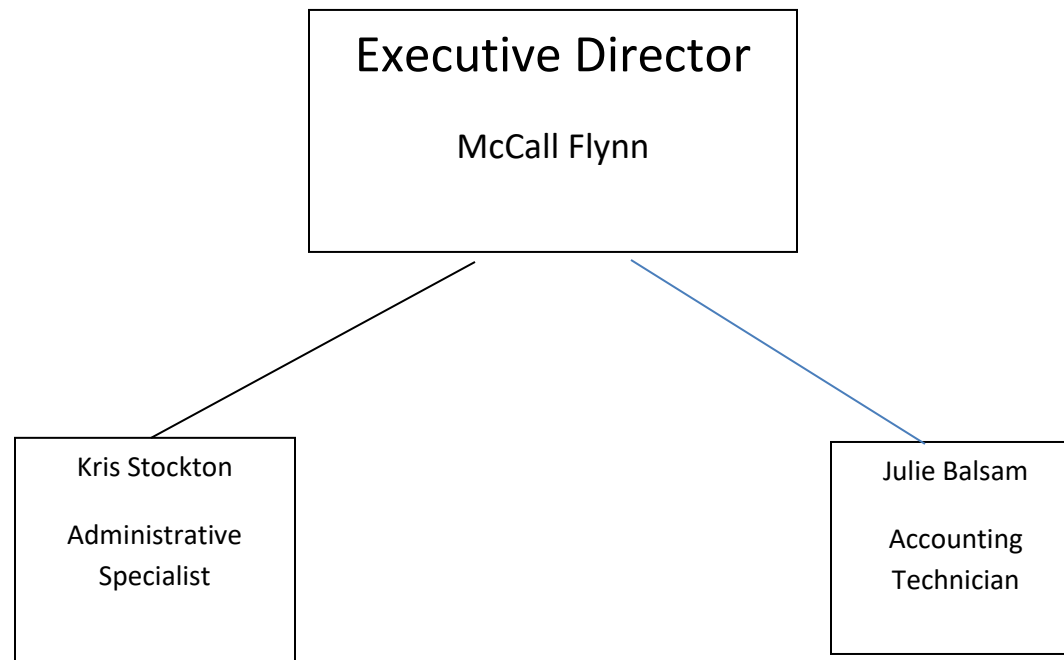 Executive Director
McCall Flynn
Kris Stockton
Administrative
Specialist
Julie Balsam
Accounting
Technician